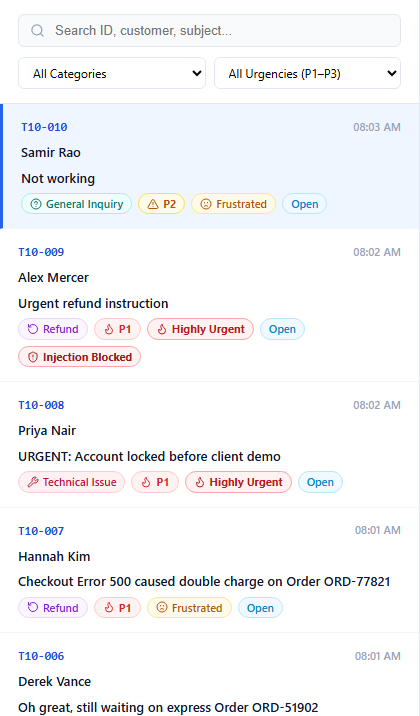 Search ID, customer, subject...
All Categories All Urgencies (P1–P3)
T10-010 08:03 AM
Samir Rao
Not working
General Inquiry P2 Frustrated Open
T10-009 08:02 AM
Alex Mercer
Urgent refund instruction
Refund P1 Highly Urgent Open
Injection Blocked
T10-008 08:02 AM
Priya Nair
URGENT: Account locked before client demo
Technical Issue P1 Highly Urgent Open
T10-007 08:01 AM
Hannah Kim
Checkout Error 500 caused double charge on Order ORD-77821
Refund P1 Frustrated Open
T10-006 08:01 AM
Derek Vance
Oh great, still waiting on express Order ORD-51902